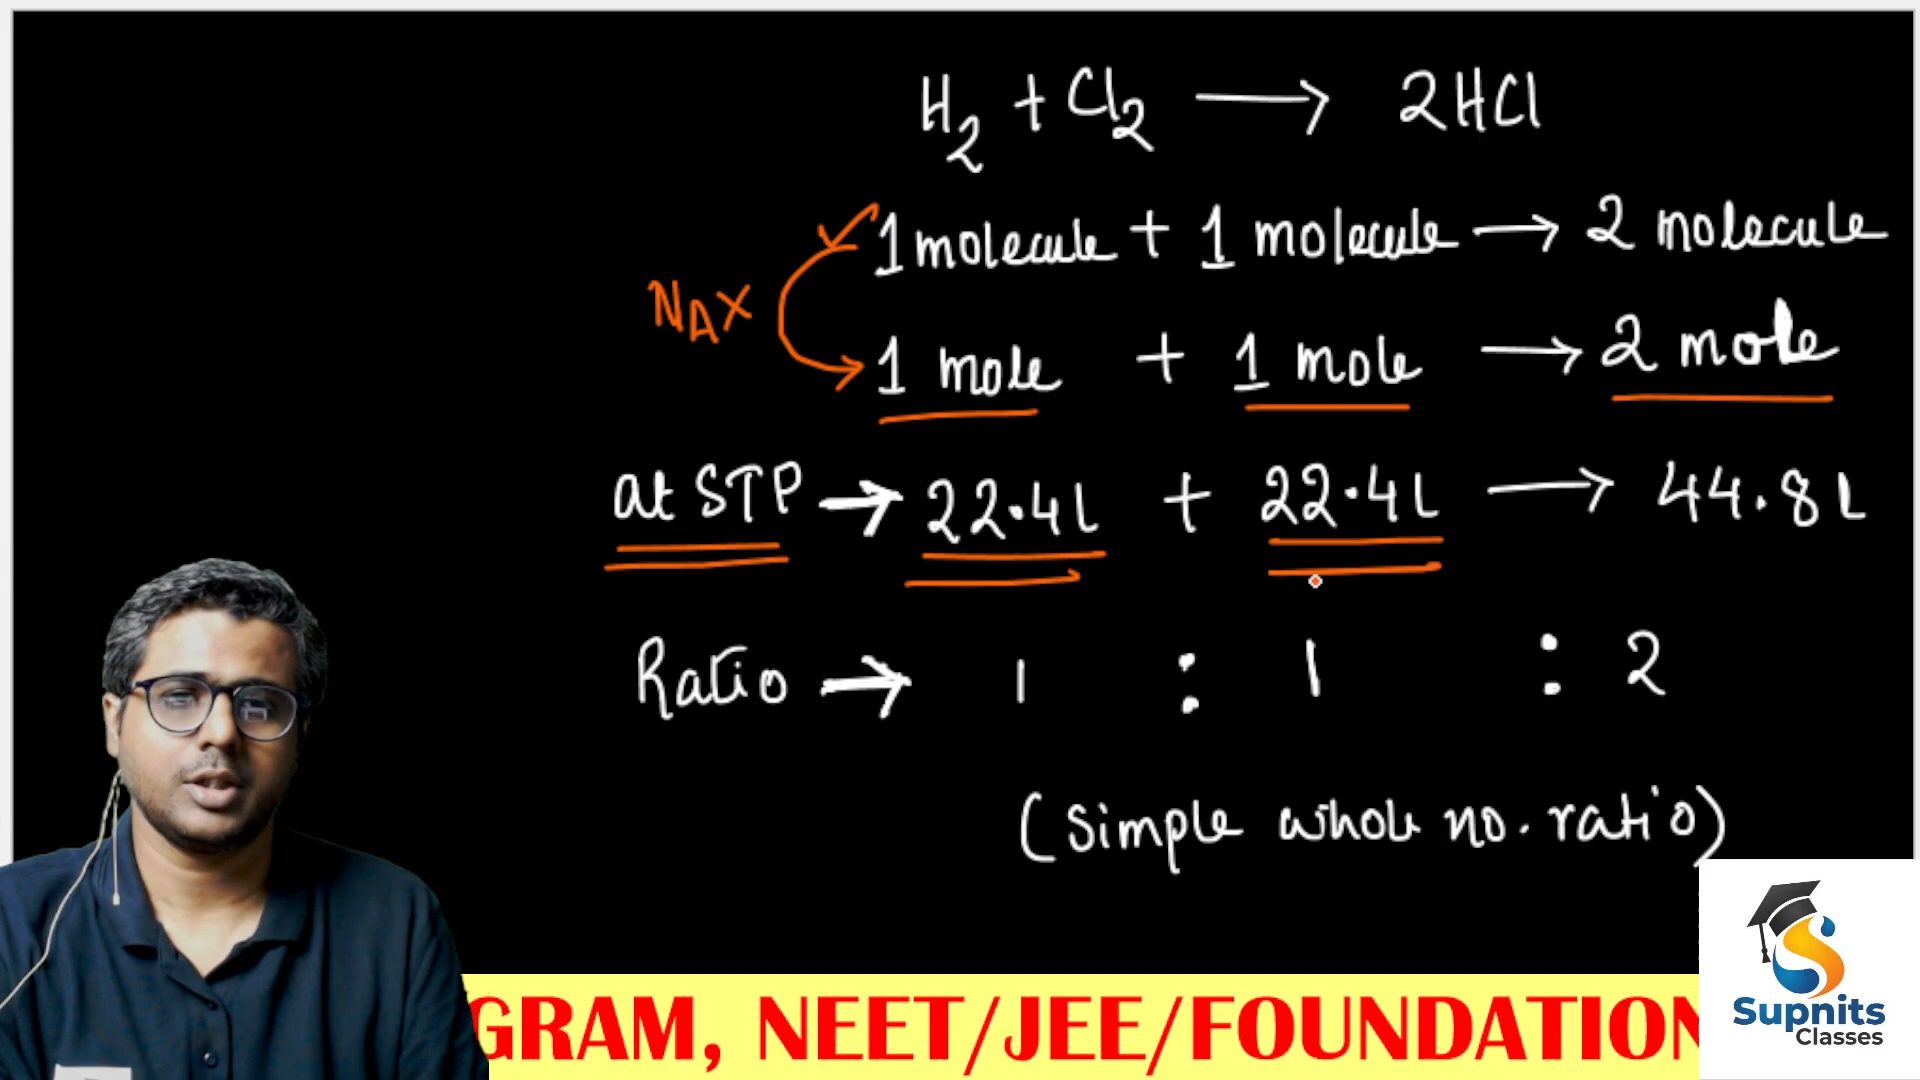 H₂ + Cl₂ → 2HCl
1 molecule + 1 molecule → 2 molecule
NA×
1 mole + 1 mole → 2 mole
at STP → 22.4L + 22.4L → 44.8L
Ratio → 1 : 1 : 2
(simple whole no. ratio)
GRAM, NEET/JEE/FOUNDATION
Supnits
Classes